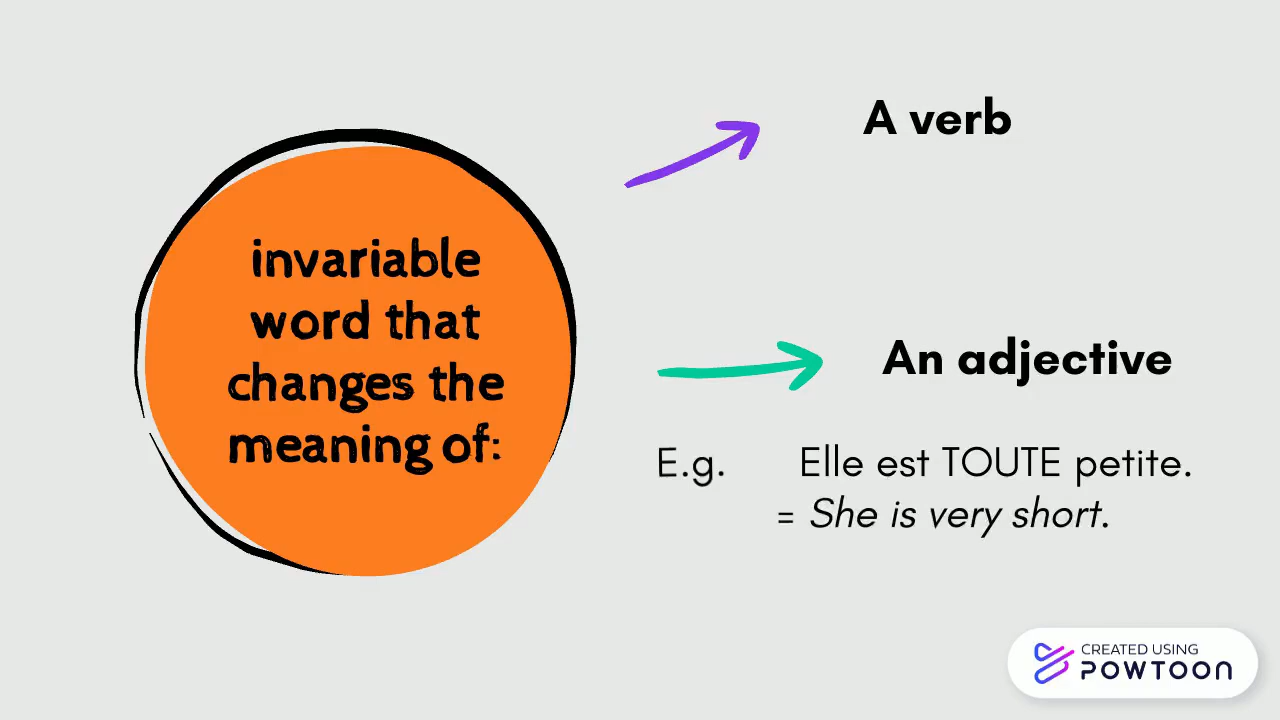 invariable
word that
changes the
meaning of:
A verb
An adjective
E.g. Elle est TOUTE petite.
= She is very short.
CREATED USING
POWTOON